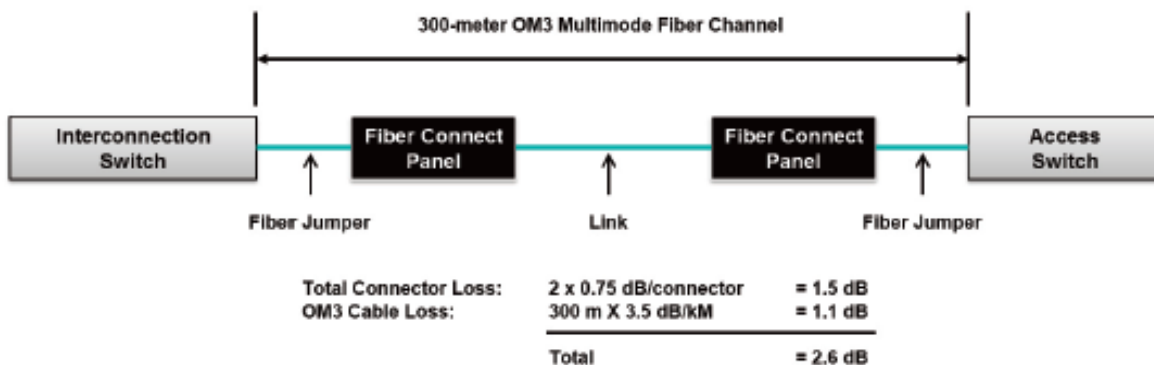 300-meter OM3 Multimode Fiber Channel
Interconnection
Switch
Fiber Connect
Panel
Fiber Connect
Panel
Access
Switch
Fiber Jumper
Link
Fiber Jumper
Total Connector Loss: 2 x 0.75 dB/connector = 1.5 dB
OM3 Cable Loss: 300 m X 3.5 dB/kM = 1.1 dB
Total = 2.6 dB